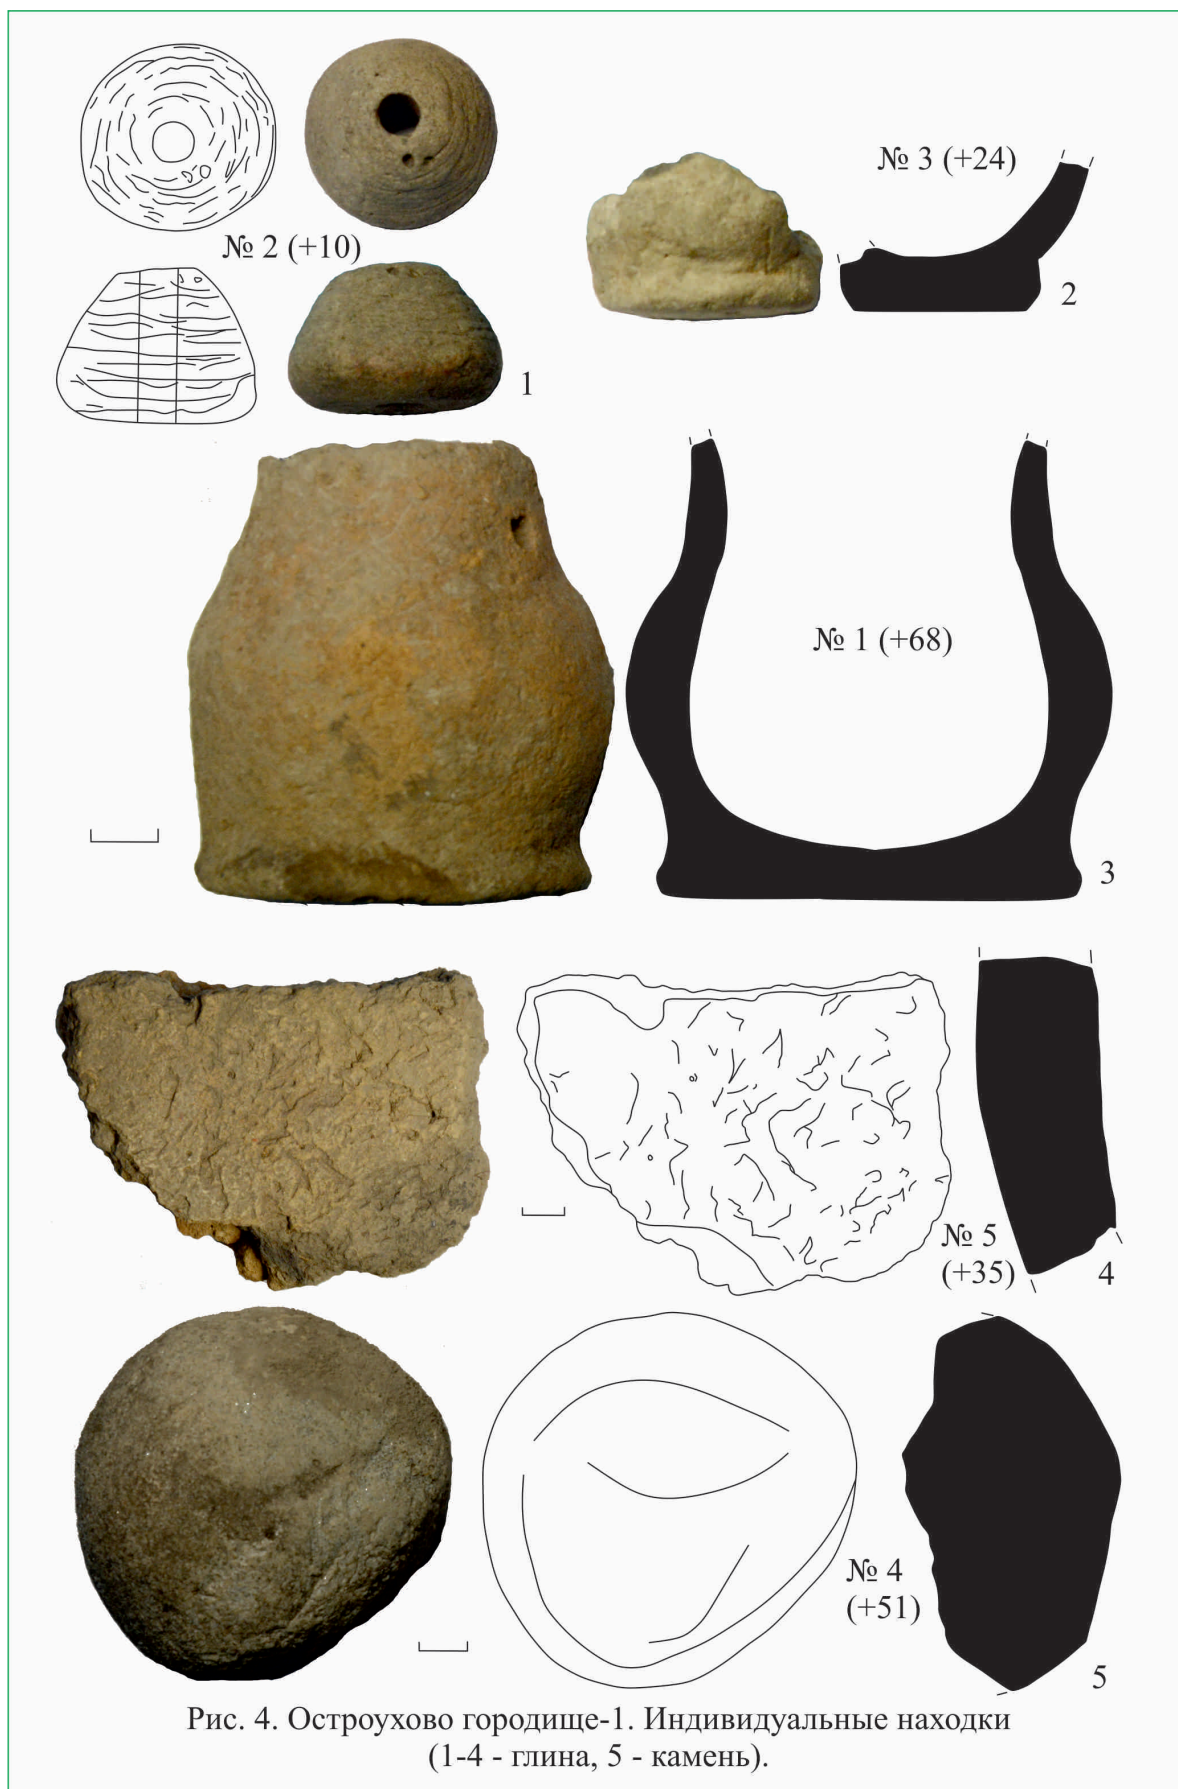 № 3 (+24)
№ 2 (+10)
2
1
№ 1 (+68)
3
№ 5
(+35)
4
№ 4
(+51)
5
Рис. 4. Остроухово городище-1. Индивидуальные находки
(1-4 - глина, 5 - камень).